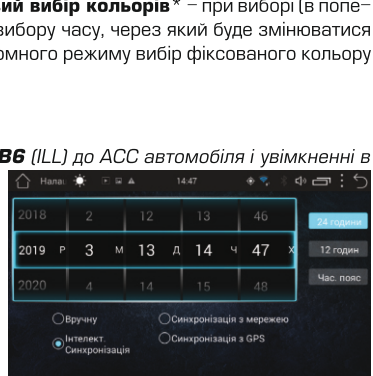 ий вибір кольорів* – при виборі (в попе–
вибору часу, через який буде змінюватися
омного режиму вибір фіксованого кольору
В6 (ILL) до ACC автомобіля і увімкненні в
Нала 14:47
2018 2 12 13 46 24 години
2019 Р 3 М 13 Д 14 Ч 47 Х 12 годин
2020 4 14 15 48 Час. пояс
Вручну Синхронізація з мережею
Інтелект. Синхронізація з GPS
Синхронізація